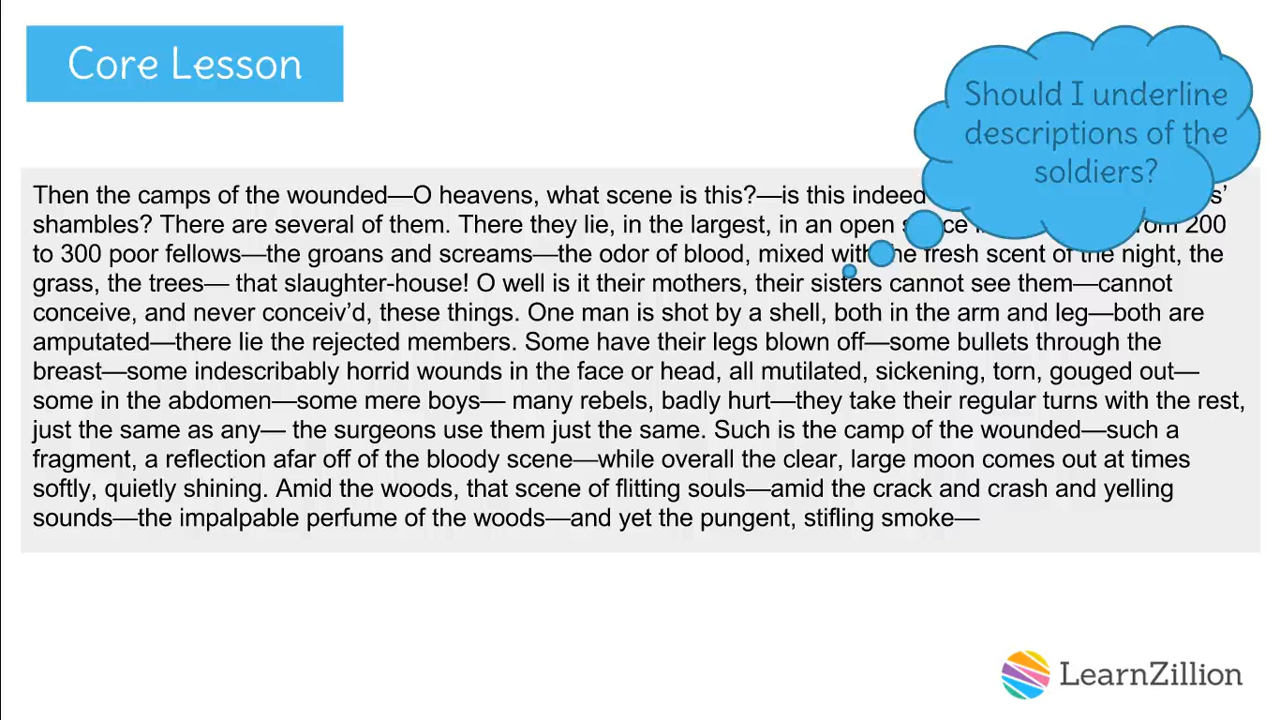 Core Lesson
Should I underline
descriptions of the
soldiers?
Then the camps of the wounded—O heavens, what scene is this?—is this indeed
shambles? There are several of them. There they lie, in the largest, in an open 200
to 300 poor fellows—the groans and screams—the odor of blood, mixed with the fresh scent of the night, the
grass, the trees— that slaughter-house! O well is it their mothers, their sisters cannot see them—cannot
conceive, and never conceiv’d, these things. One man is shot by a shell, both in the arm and leg—both are
amputated—there lie the rejected members. Some have their legs blown off—some bullets through the
breast—some indescribably horrid wounds in the face or head, all mutilated, sickening, torn, gouged out—
some in the abdomen—some mere boys— many rebels, badly hurt—they take their regular turns with the rest,
just the same as any— the surgeons use them just the same. Such is the camp of the wounded—such a
fragment, a reflection afar off of the bloody scene—while overall the clear, large moon comes out at times
softly, quietly shining. Amid the woods, that scene of flitting souls—amid the crack and crash and yelling
sounds—the impalpable perfume of the woods—and yet the pungent, stifling smoke—
LearnZillion